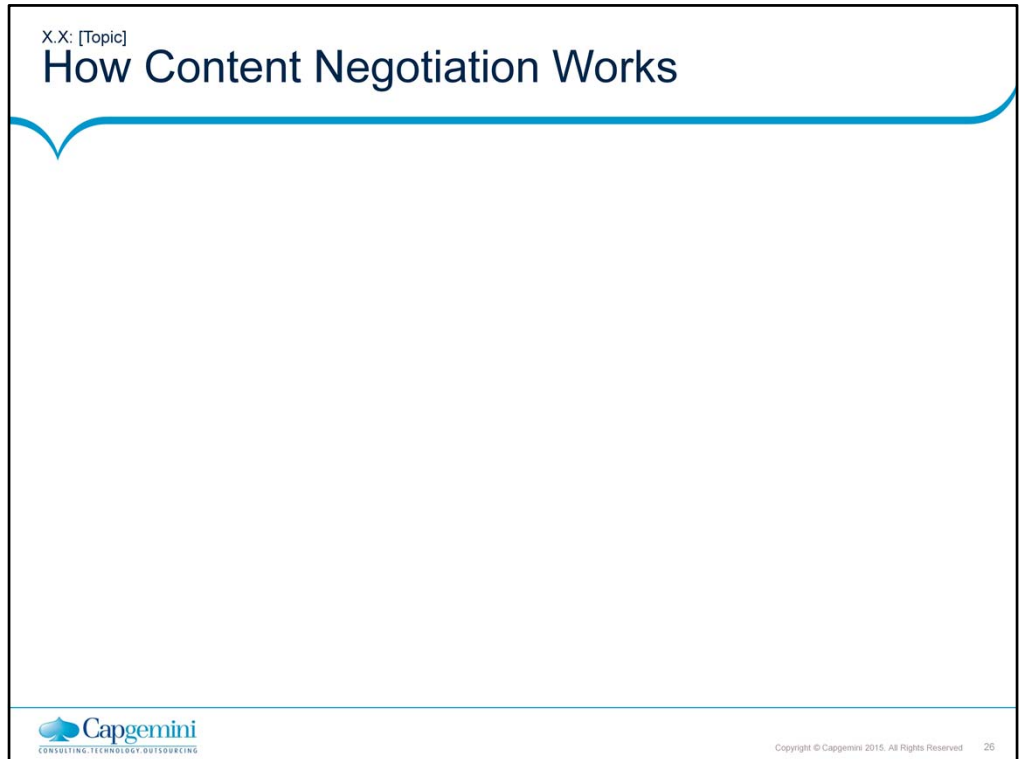 X.X: [Topic]
How Content Negotiation Works
Capgemini
CONSULTING.TECHNOLOGY.OUTSOURCING
Copyright © Capgemini 2015. All Rights Reserved 26